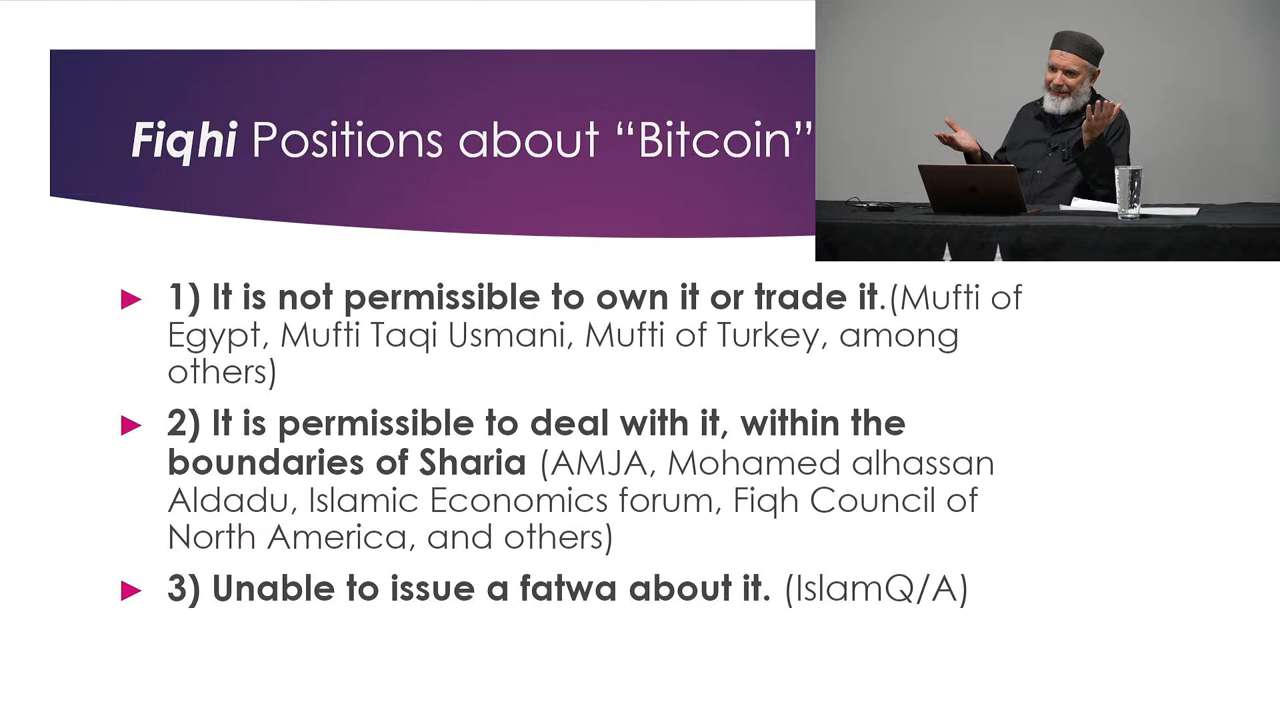 Fiqhi Positions about “Bitcoin”
► 1) It is not permissible to own it or trade it.(Mufti of
Egypt, Mufti Taqi Usmani, Mufti of Turkey, among
others)
► 2) It is permissible to deal with it, within the
boundaries of Sharia (AMJA, Mohamed alhassan
Aldadu, Islamic Economics forum, Fiqh Council of
North America, and others)
► 3) Unable to issue a fatwa about it. (IslamQ/A)